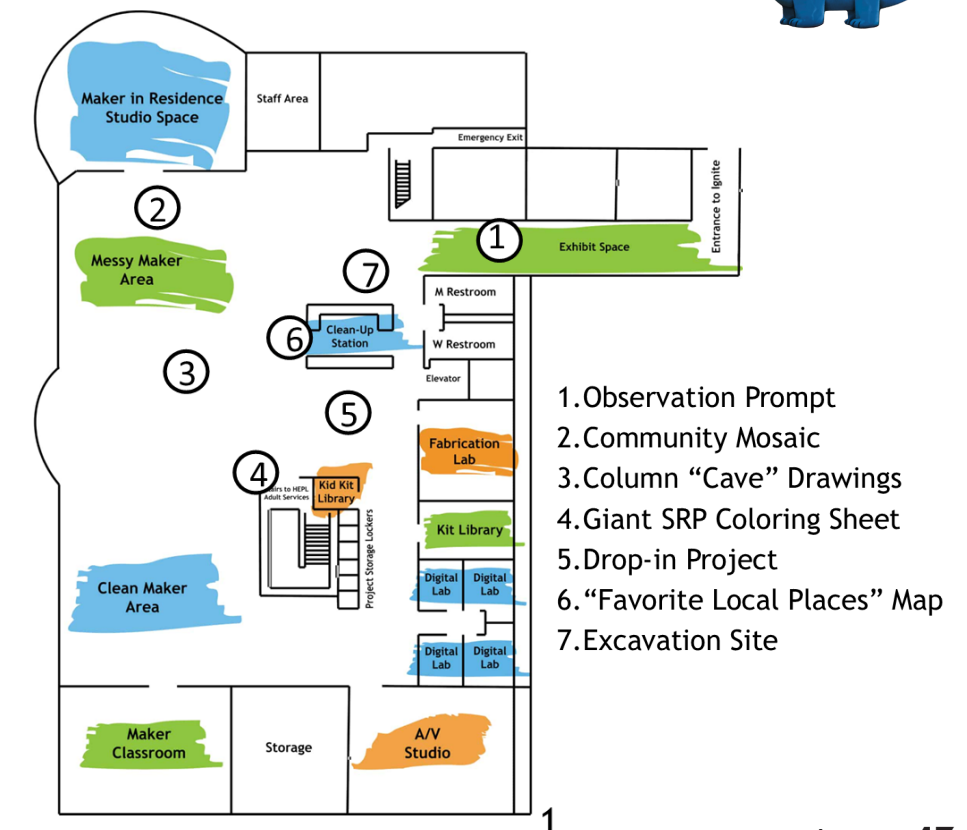 Maker in Residence
Studio Space
Staff Area
Emergency Exit
Entrance to Ignite
2
1
Exhibit Space
Messy Maker
Area
7
M Restroom
6
Clean-Up
Station
W Restroom
3
Elevator
5
1.Observation Prompt
2.Community Mosaic
3.Column “Cave” Drawings
4.Giant SRP Coloring Sheet
5.Drop-in Project
6.“Favorite Local Places” Map
7.Excavation Site
Fabrication
Lab
4
to HEPL
Adult Services
Kid Kit
Library
Project Storage Lockers
Kit Library
Digital
Lab
Digital
Lab
Clean Maker
Area
Digital
Lab
Digital
Lab
Maker
Classroom
Storage
A/V
Studio
1